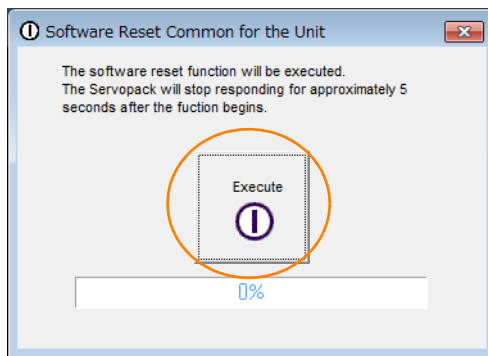 Software Reset Common for the Unit
The software reset function will be executed.
The Servopack will stop responding for approximately 5
seconds after the fuction begins.
Execute
0%